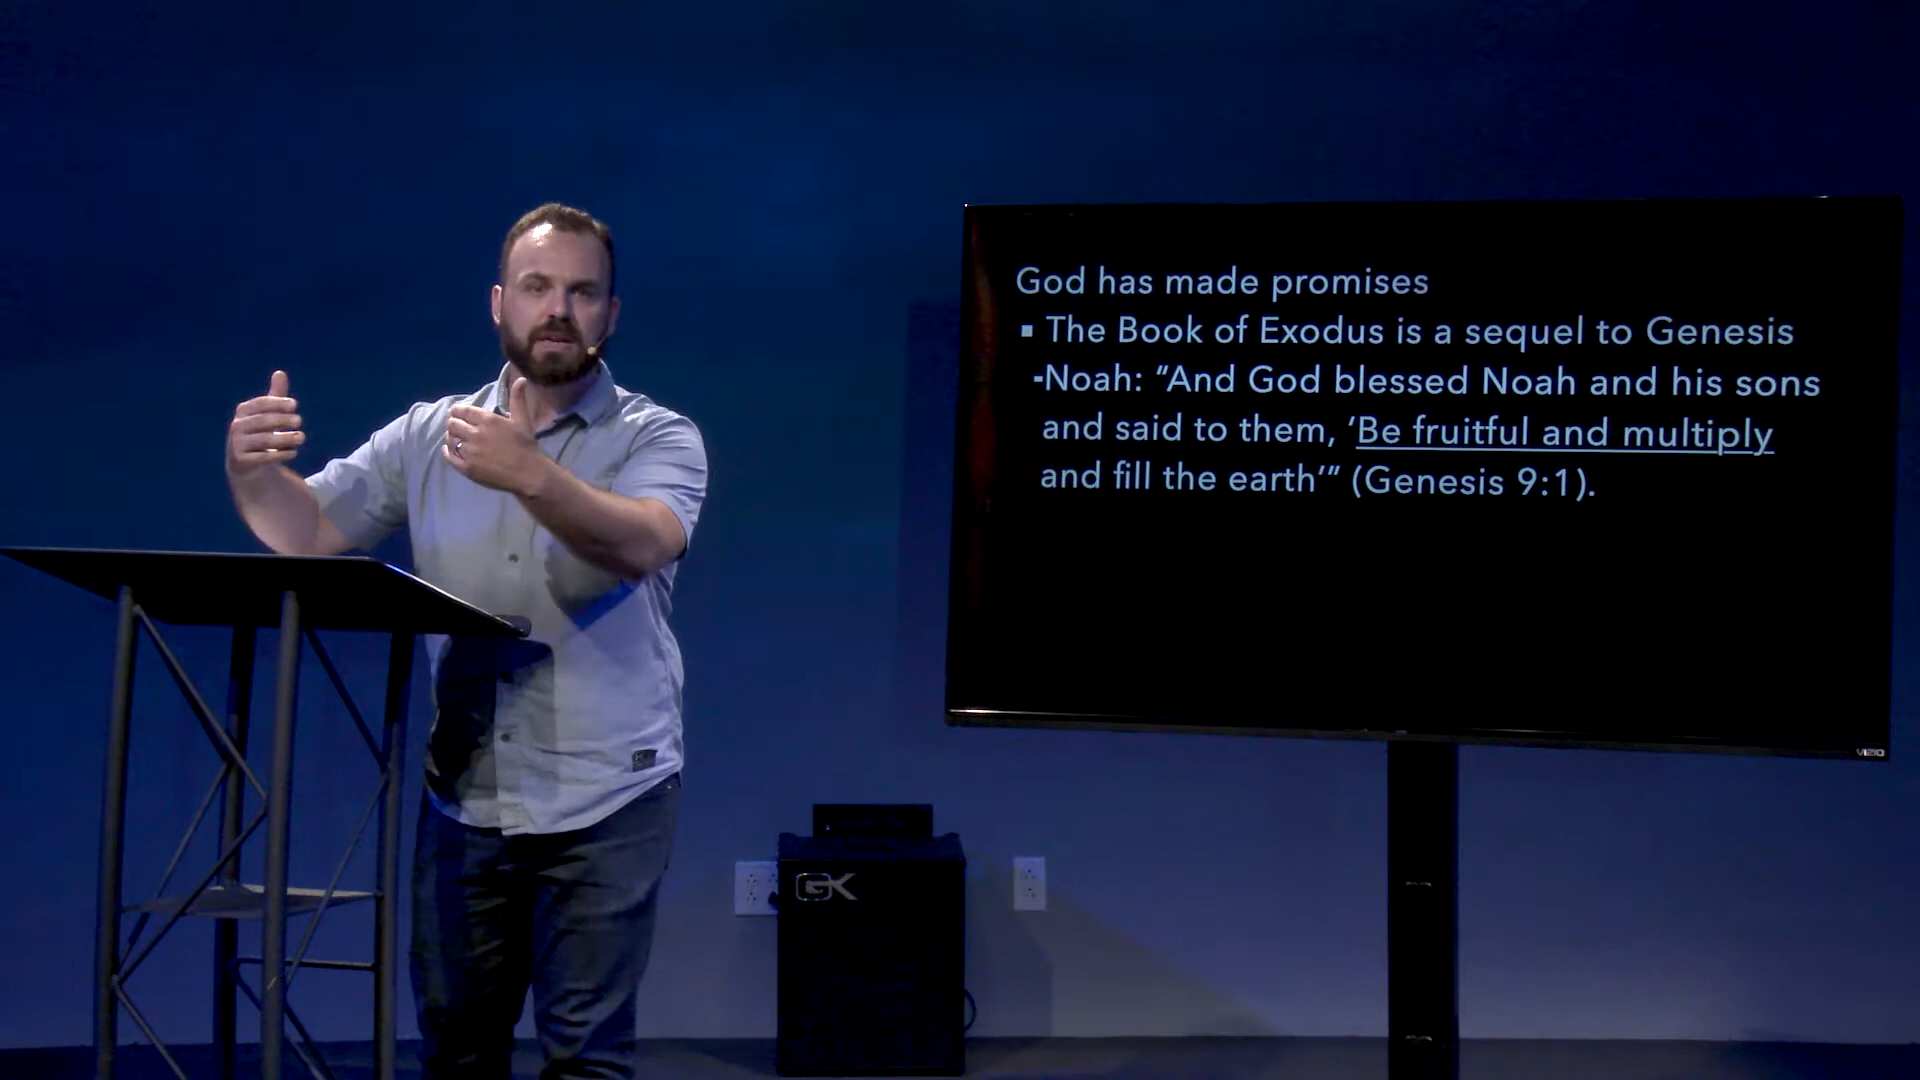 God has made promises
▪ The Book of Exodus is a sequel to Genesis
-Noah: “And God blessed Noah and his sons
and said to them, ‘Be fruitful and multiply
and fill the earth’” (Genesis 9:1).
VIZIO
GK